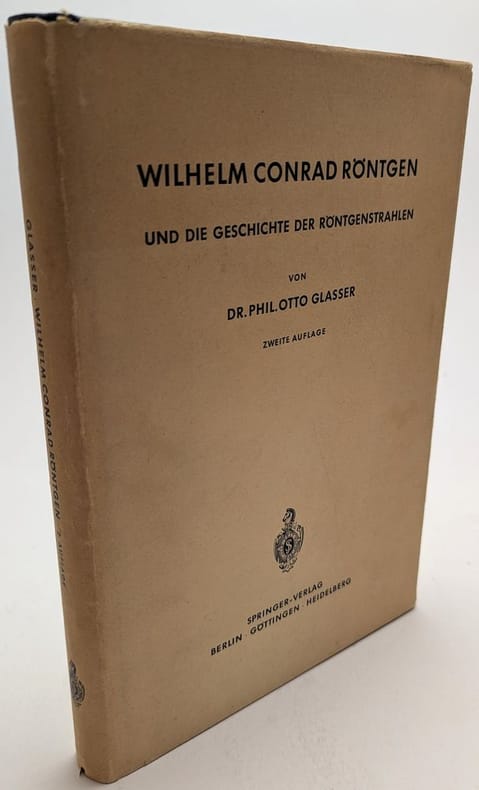 WILHELM CONRAD RÖNTGEN
UND DIE GESCHICHTE DER RÖNTGENSTRAHLEN
VON
DR. PHIL. OTTO GLASSER
ZWEITE AUFLAGE
SPRINGER-VERLAG
BERLIN · GÖTTINGEN · HEIDELBERG
GLASSER · WILHELM CONRAD RÖNTGEN · 2. AUFLAGE